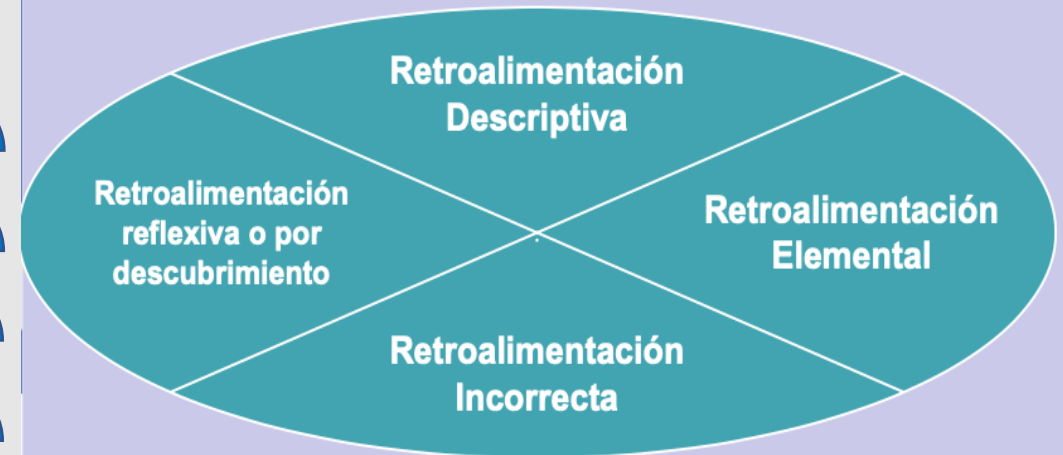 Retroalimentación
Descriptiva
Retroalimentación
reflexiva o por
descubrimiento
Retroalimentación
Elemental
Retroalimentación
Incorrecta